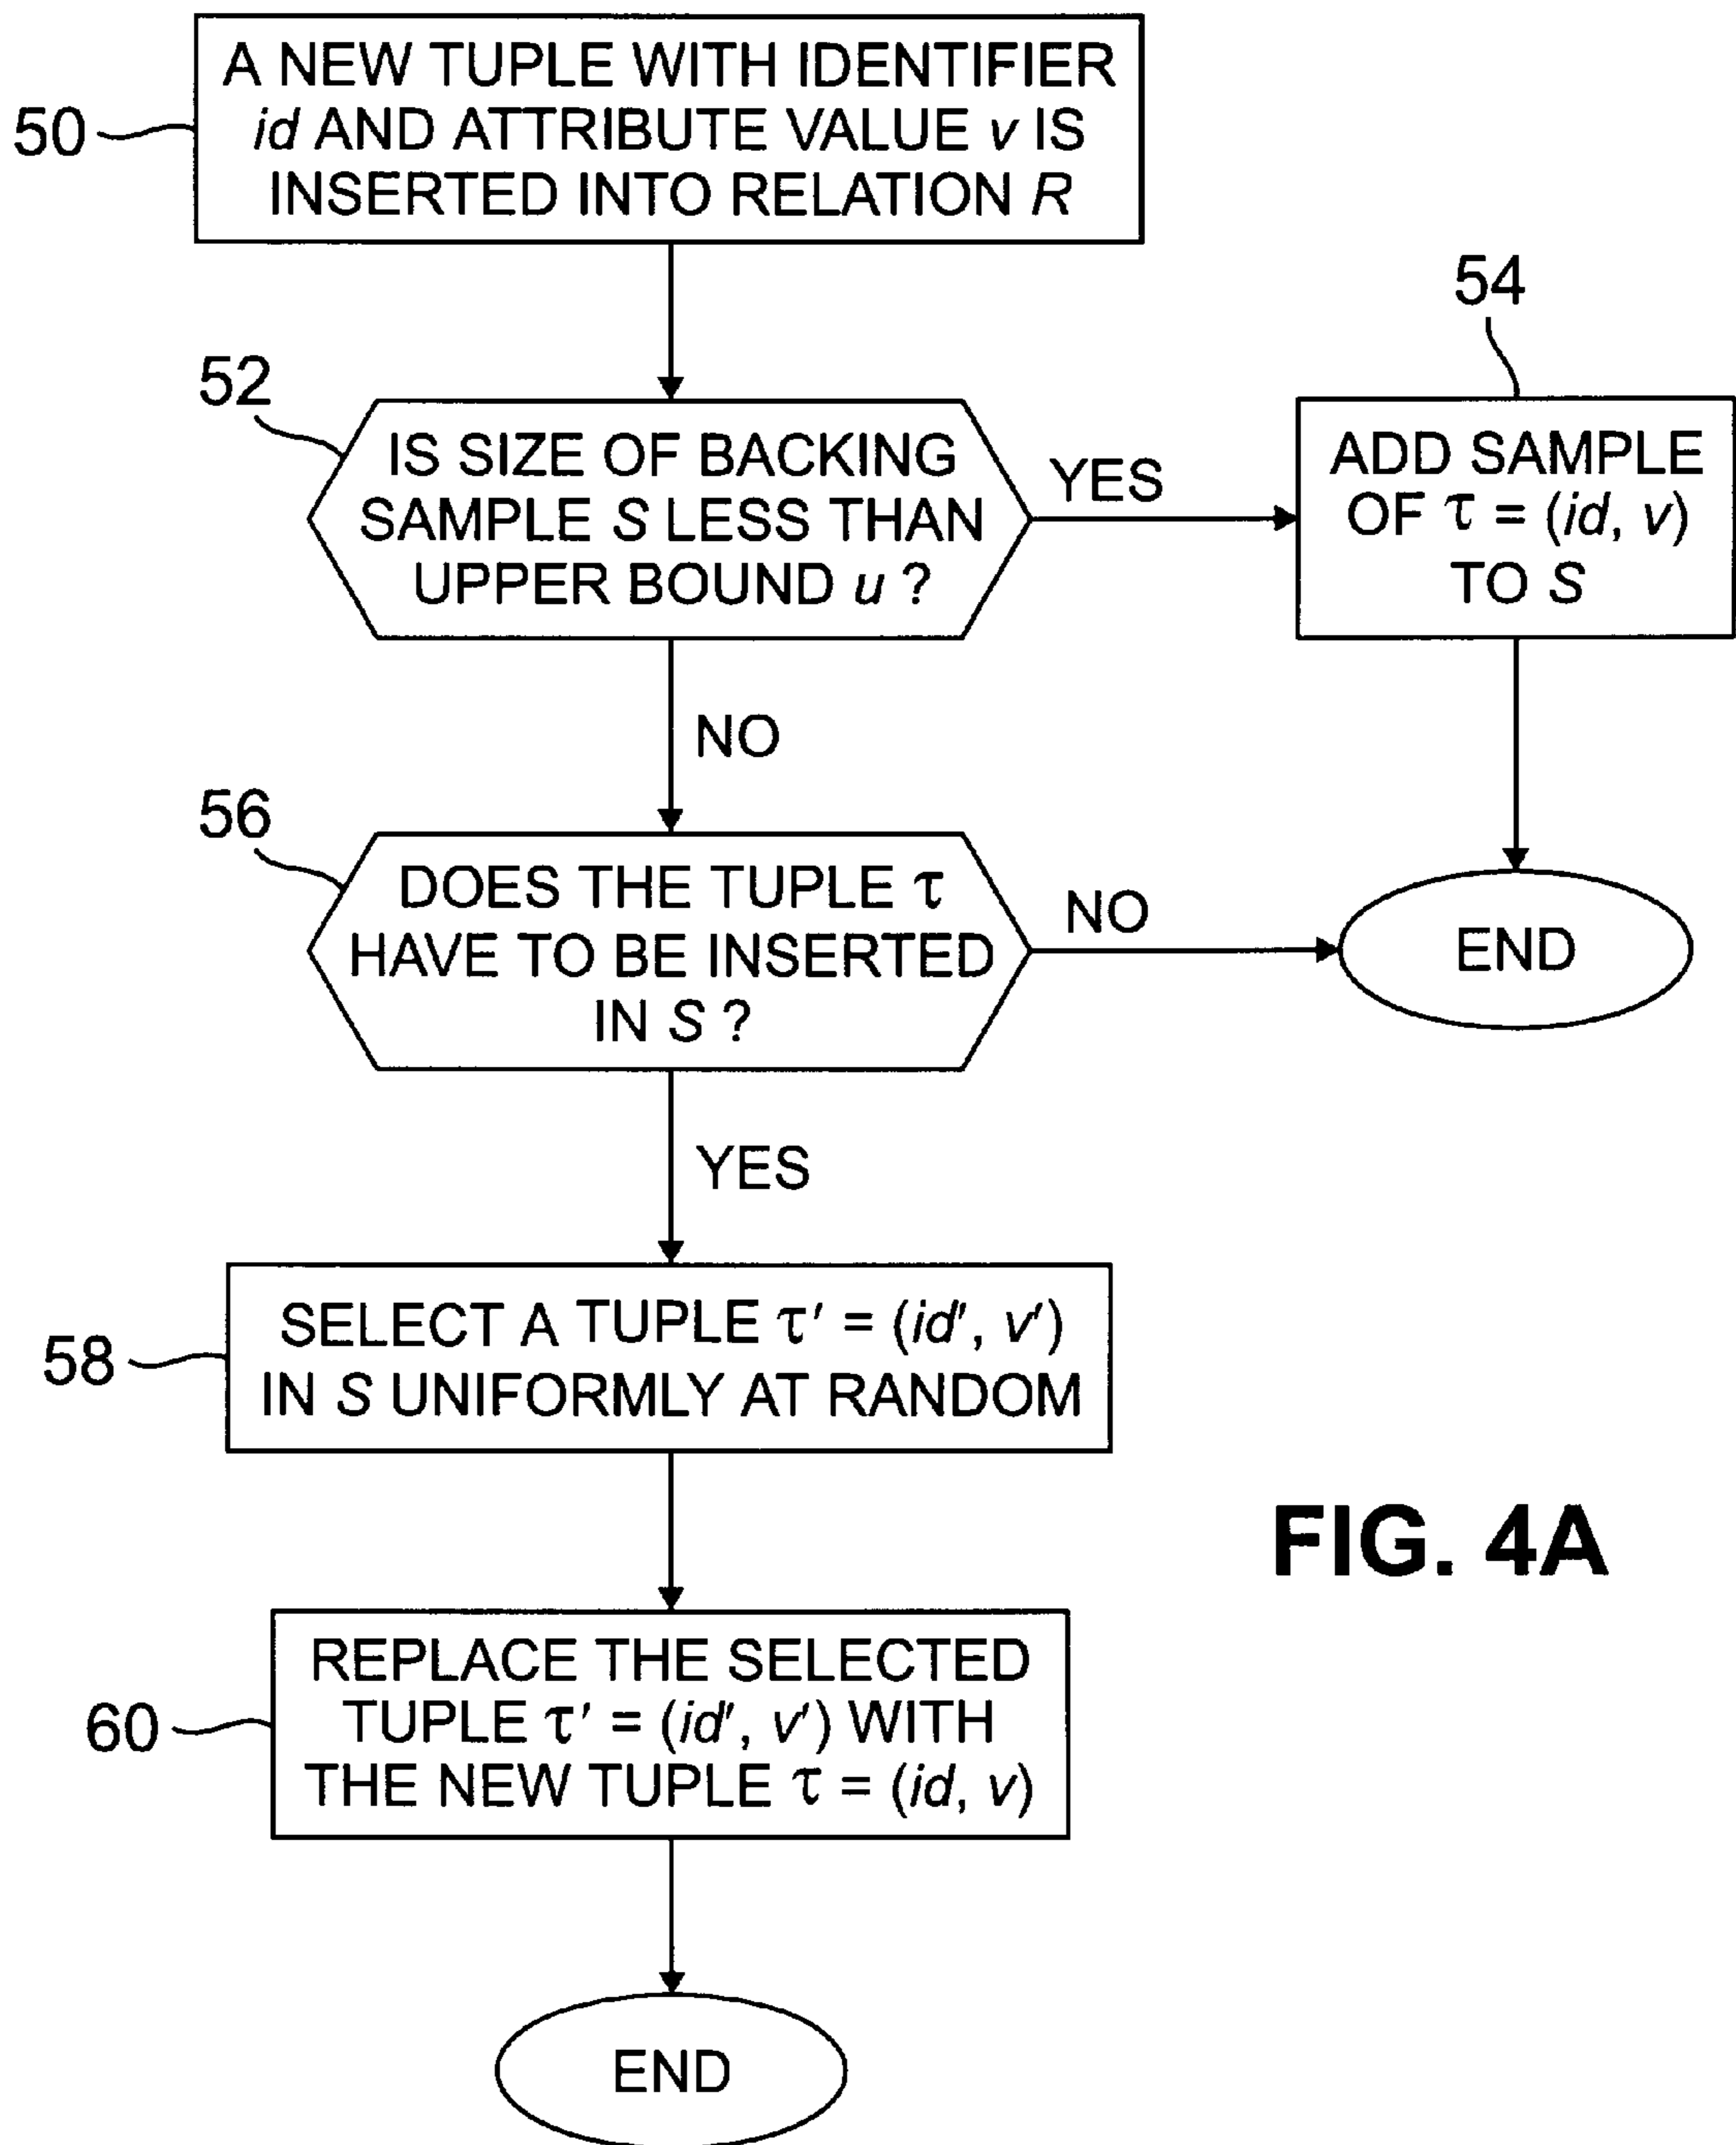 A NEW TUPLE WITH IDENTIFIER
id AND ATTRIBUTE VALUE v IS
INSERTED INTO RELATION R
50
54
52
IS SIZE OF BACKING
SAMPLE S LESS THAN
UPPER BOUND u ?
YES
ADD SAMPLE
OF τ = (id, v)
TO S
NO
56
DOES THE TUPLE τ
HAVE TO BE INSERTED
IN S ?
NO
END
YES
58
SELECT A TUPLE τ' = (id', v')
IN S UNIFORMLY AT RANDOM
FIG. 4A
60
REPLACE THE SELECTED
TUPLE τ' = (id', v') WITH
THE NEW TUPLE τ = (id, v)
END